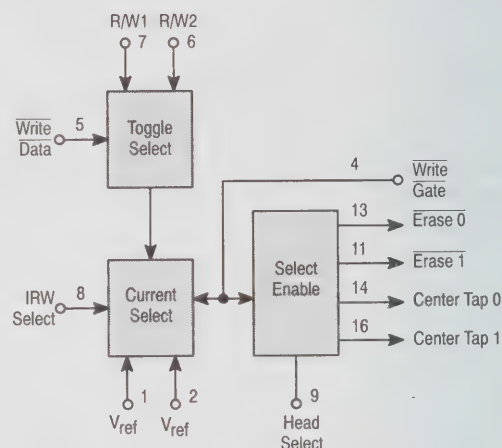 R/W1 R/W2
7 6
Write
Data
5
Toggle
Select
4
Write
Gate
13
Erase 0
11
Erase 1
14
Center Tap 0
16
Center Tap 1
Select
Enable
IRW
Select
8
Current
Select
1 2
Vref Vref
9
Head
Select